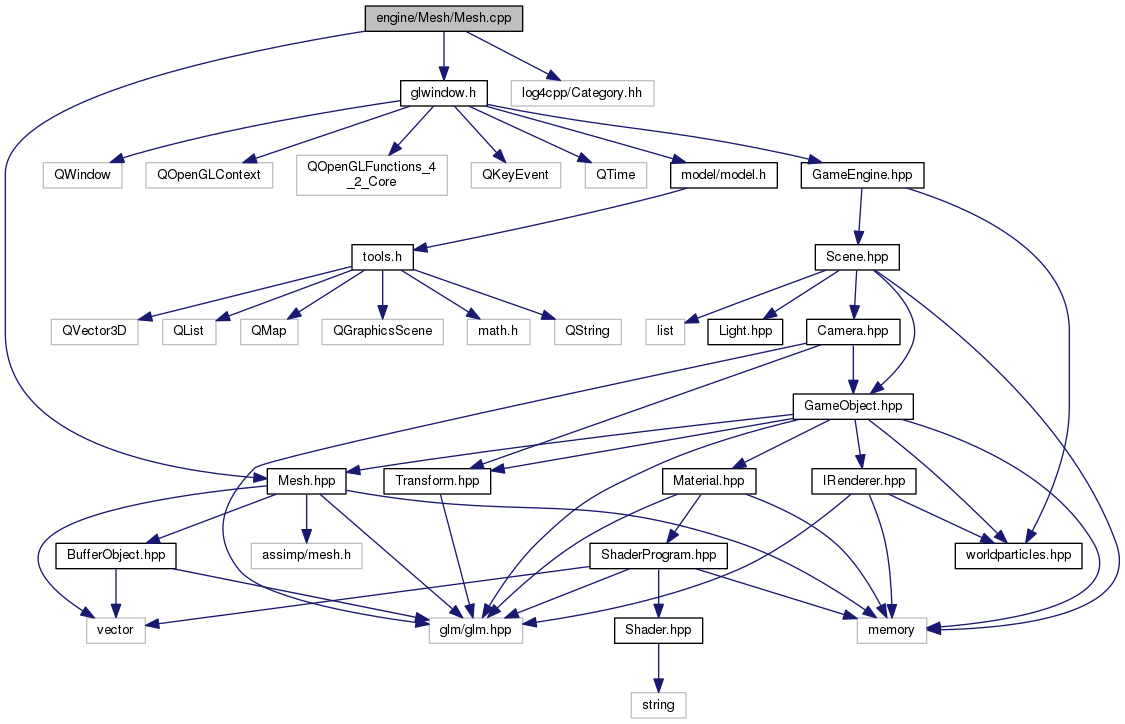 engine/Mesh/Mesh.cpp
glwindow.h
log4cpp/Category.hh
QWindow
QOpenGLContext
QOpenGLFunctions_4
_2_Core
QKeyEvent
QTime
model/model.h
GameEngine.hpp
tools.h
Scene.hpp
QVector3D
QList
QMap
QGraphicsScene
math.h
QString
list
Light.hpp
Camera.hpp
GameObject.hpp
Mesh.hpp
Transform.hpp
Material.hpp
IRenderer.hpp
BufferObject.hpp
assimp/mesh.h
ShaderProgram.hpp
worldparticles.hpp
vector
glm/glm.hpp
Shader.hpp
memory
string